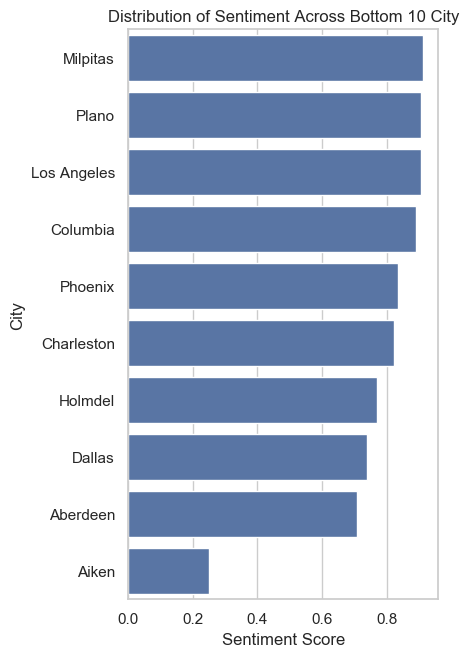 Distribution of Sentiment Across Bottom 10 City
Milpitas
Plano
Los Angeles
Columbia
Phoenix
Charleston
Holmdel
Dallas
Aberdeen
Aiken
City
0.0 0.2 0.4 0.6 0.8
Sentiment Score